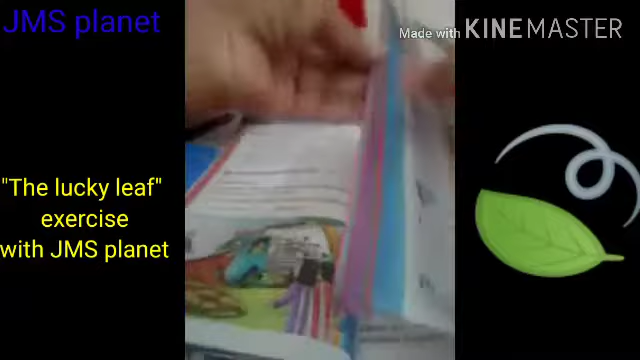 JMS planet
Made with KINEMASTER
"The lucky leaf"
exercise
with JMS planet